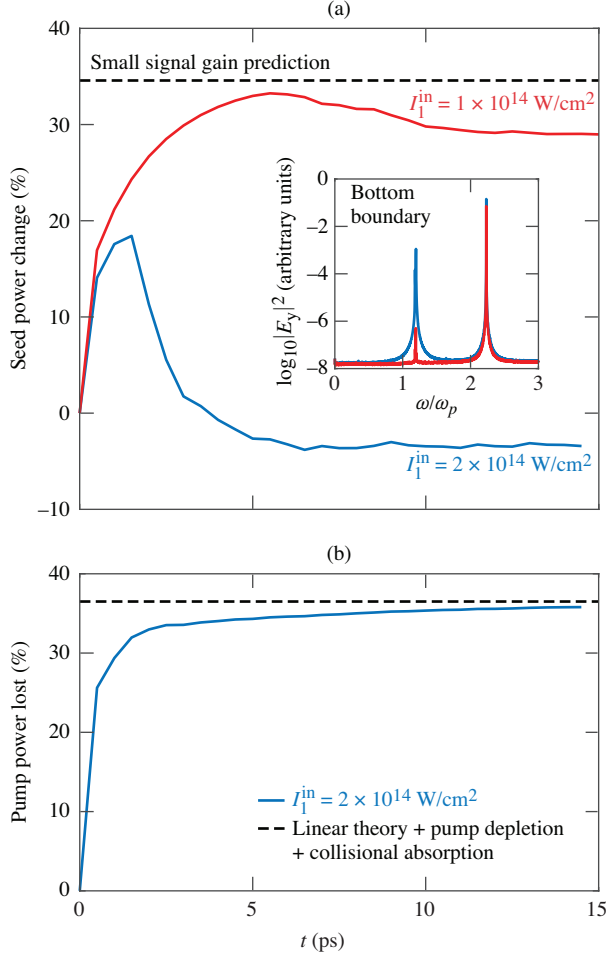 (a)
40
Small signal gain prediction
I₁ⁱⁿ = 1 × 10¹⁴ W/cm²
30
20
10
0
−10
Seed power change (%)
Bottom
boundary
0
−2
−4
−6
−8
log₁₀|E_y|² (arbitrary units)
0 1 2 3
ω/ω_p
I₁ⁱⁿ = 2 × 10¹⁴ W/cm²
(b)
40
30
20
10
0
Pump power lost (%)
I₁ⁱⁿ = 2 × 10¹⁴ W/cm²
Linear theory + pump depletion
+ collisional absorption
0 5 10 15
t (ps)